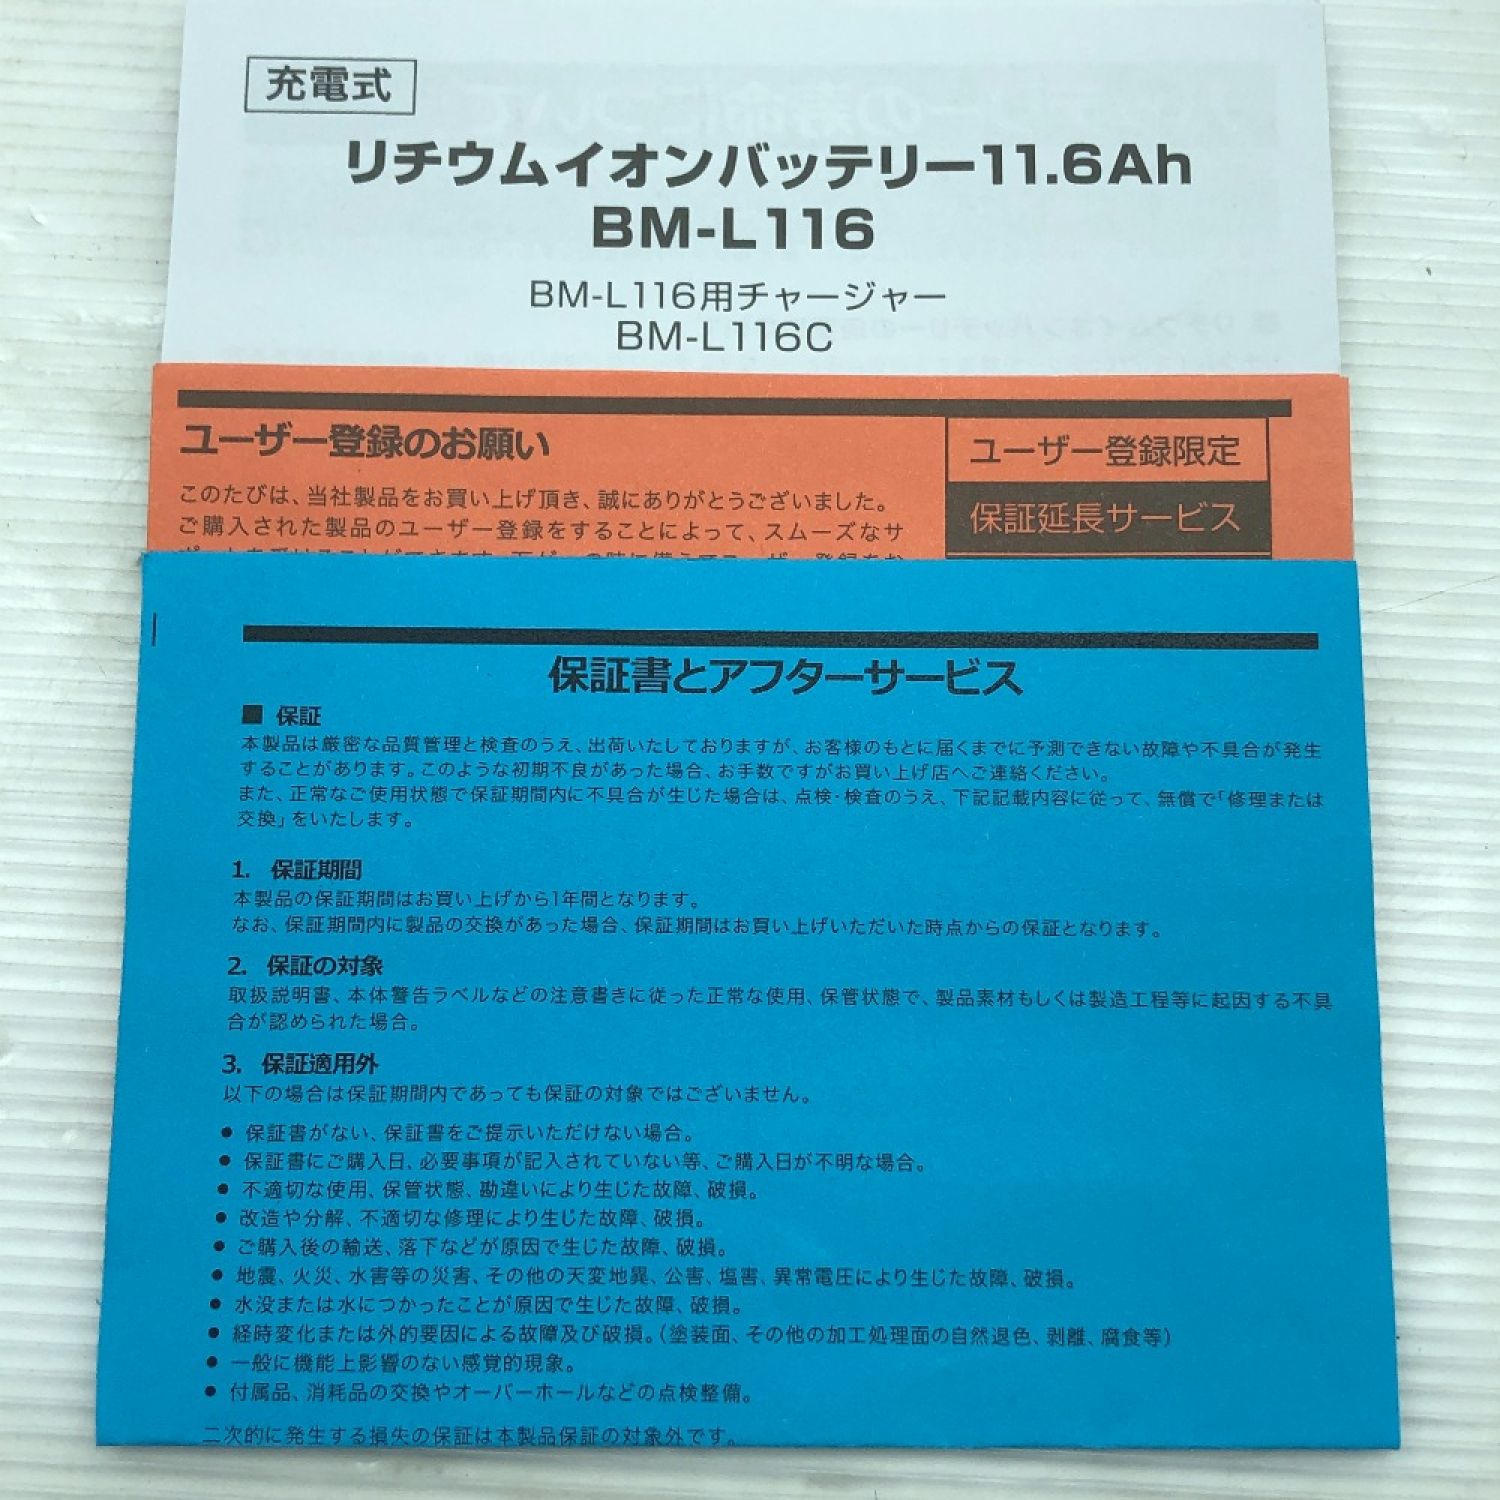 充電式
リチウムイオンバッテリー11.6Ah
BM-L116
BM-L116用チャージャー
BM-L116C
ユーザー登録のお願い
このたびは、当社製品をお買い上げ頂き、誠にありがとうございました。
ご購入された製品のユーザー登録をすることによって、スムーズなサ
ユーザー登録限定
保証延長サービス
保証書とアフターサービス
■ 保証
本製品は厳密な品質管理と検査のうえ、出荷いたしておりますが、お客様のもとに届くまでに予測できない故障や不具合が発生
することがあります。このような初期不良があった場合、お手数ですがお買い上げ店へご連絡ください。
また、正常なご使用状態で保証期間内に不具合が生じた場合は、点検・検査のうえ、下記記載内容に従って、無償で「修理または
交換」をいたします。
1. 保証期間
本製品の保証期間はお買い上げから1年間となります。
なお、保証期間内に製品の交換があった場合、保証期間はお買い上げいただいた時点からの保証となります。
2. 保証の対象
取扱説明書、本体警告ラベルなどの注意書きに従った正常な使用、保管状態で、製品素材もしくは製造工程等に起因する不具
合が認められた場合。
3. 保証適用外
以下の場合は保証期間内であっても保証の対象ではございません。
● 保証書がない、保証書をご提示いただけない場合。
● 保証書にご購入日、必要事項が記入されていない等、ご購入日が不明な場合。
● 不適切な使用、保管状態、勘違いにより生じた故障、破損。
● 改造や分解、不適切な修理により生じた故障、破損。
● ご購入後の輸送、落下などが原因で生じた故障、破損。
● 地震、火災、水害等の災害、その他の天変地異、公害、塩害、異常電圧により生じた故障、破損。
● 水没または水につかったことが原因で生じた故障、破損。
● 経時変化または外的要因による故障及び破損。(塗装面、その他の加工処理面の自然退色、剥離、腐食等)
● 一般に機能上影響のない感覚的現象。
● 付属品、消耗品の交換やオーバーホールなどの点検整備。
二次的に発生する損失の保証は本製品保証の対象外です。